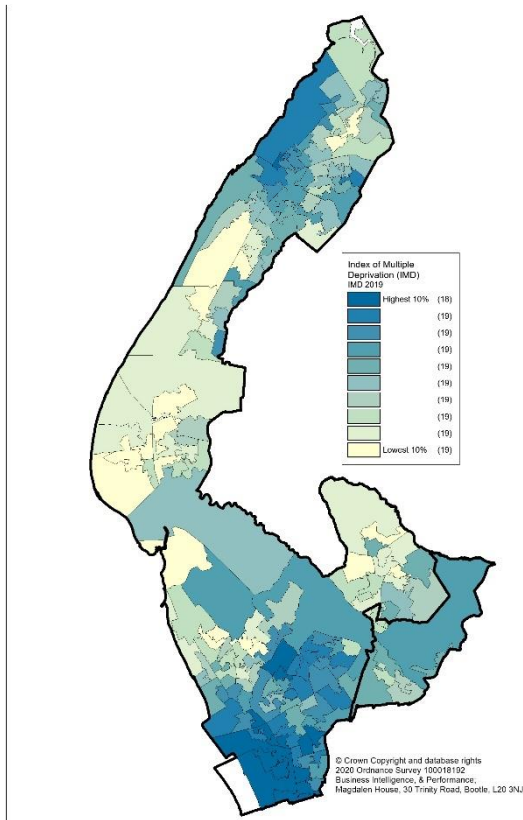 Index of Multiple
Deprivation (IMD)
IMD 2019
Highest 10% (18)
(19)
(19)
(19)
(19)
(19)
(19)
(19)
(19)
Lowest 10% (19)
© Crown Copyright and database rights
2020 Ordnance Survey 100018192
Business Intelligence, & Performance,
Magdalen House, 30 Trinity Road, Bootle, L20 3NJ